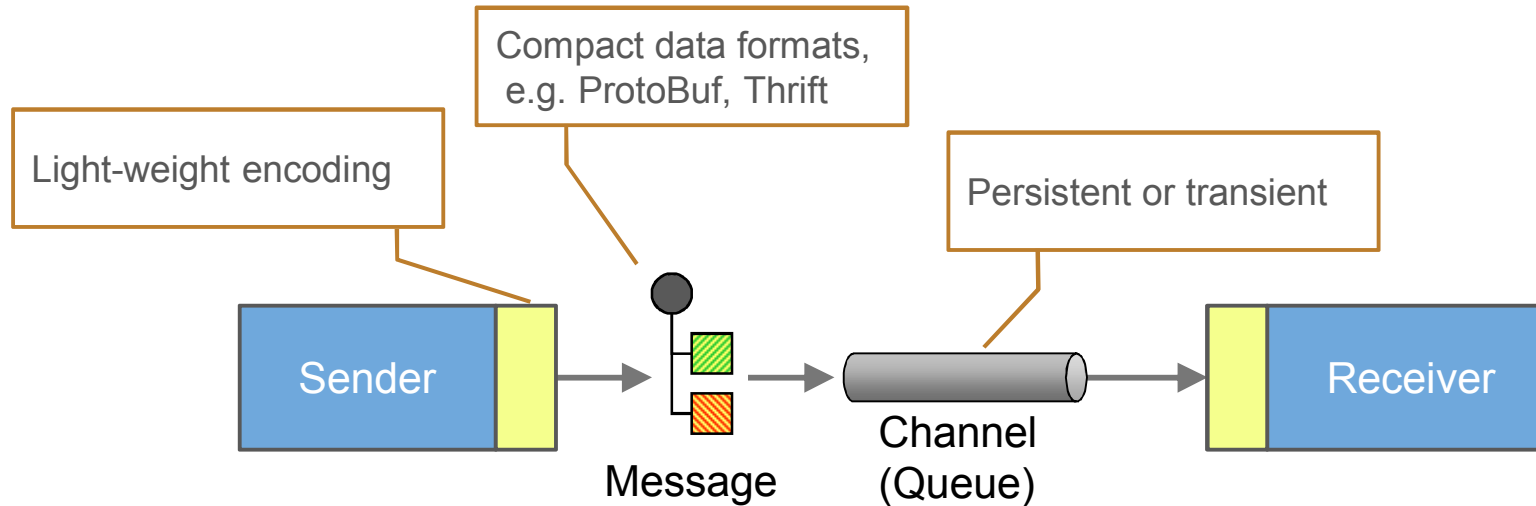 Compact data formats,
e.g. ProtoBuf, Thrift
Light-weight encoding
Persistent or transient
Sender
Receiver
Message
Channel
(Queue)